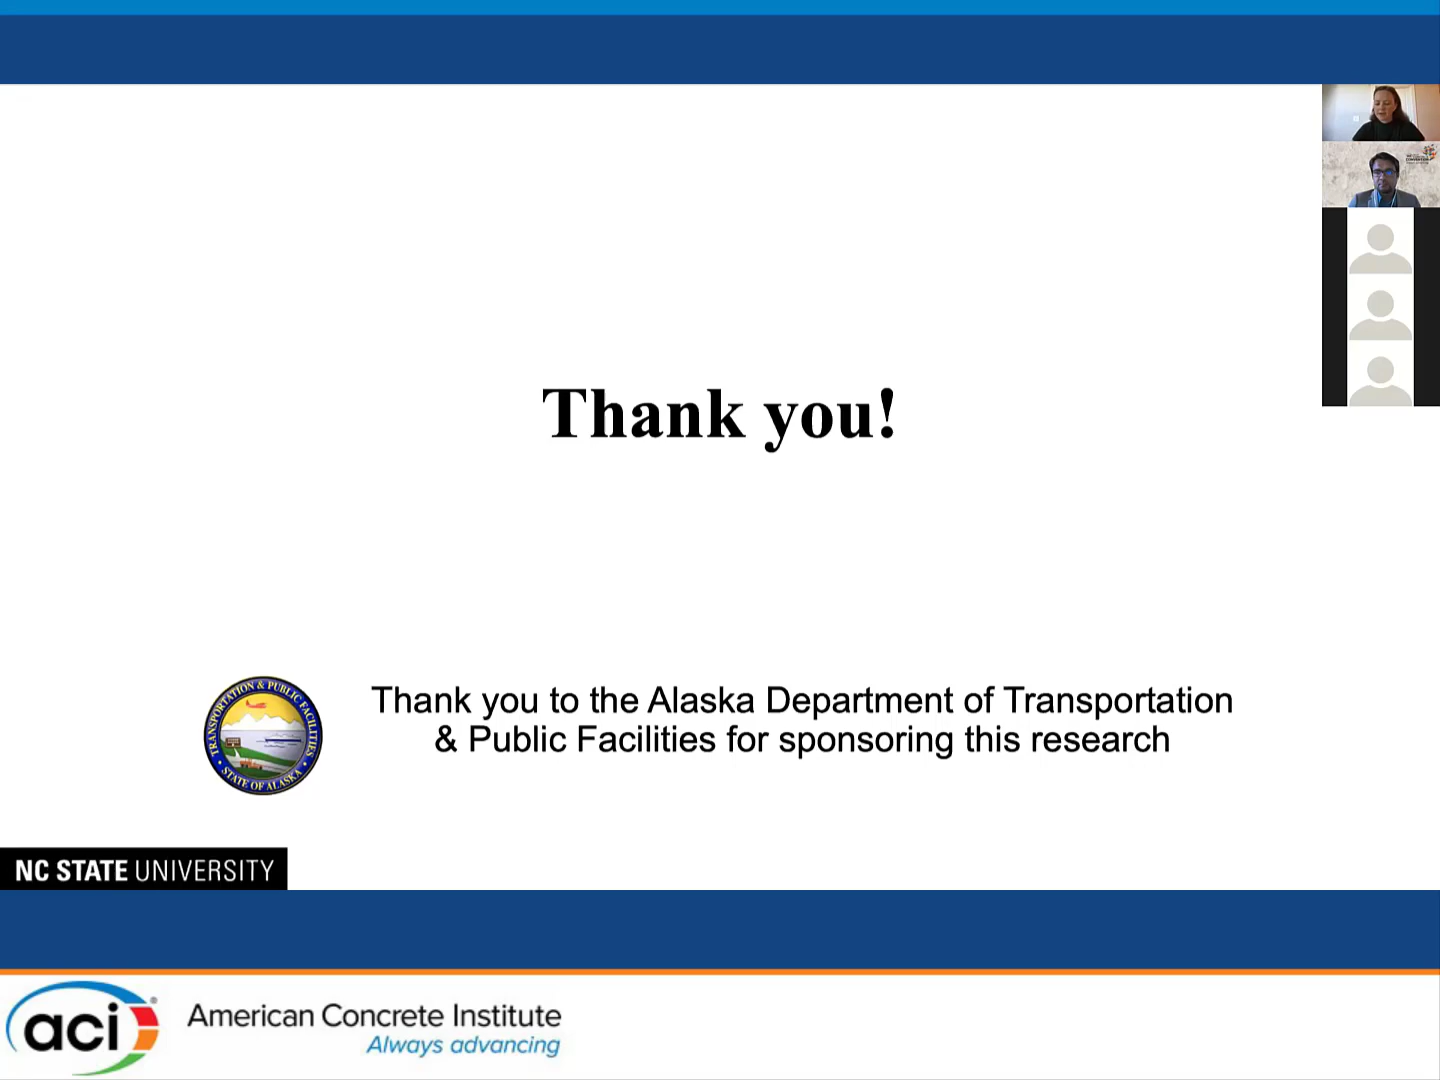 CONVENTION
Thank you!
TRANSPORTATION & PUBLIC FACILITIES
STATE OF ALASKA
Thank you to the Alaska Department of Transportation
& Public Facilities for sponsoring this research
NC STATE UNIVERSITY
aci®
American Concrete Institute
Always advancing